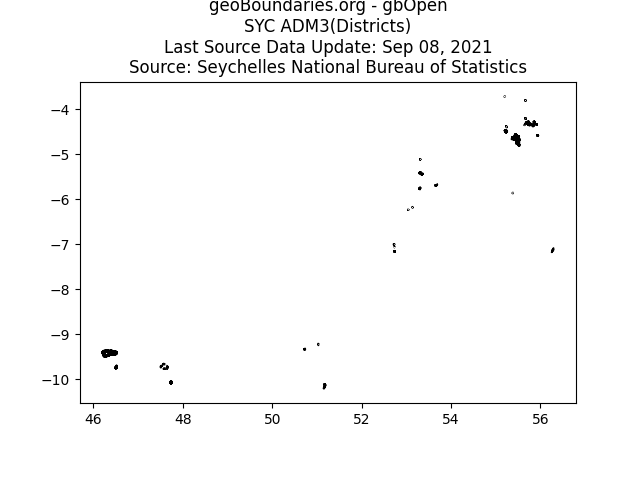 geoBoundaries.org - gbOpen
SYC ADM3(Districts)
Last Source Data Update: Sep 08, 2021
Source: Seychelles National Bureau of Statistics
−4
−5
−6
−7
−8
−9
−10
46 48 50 52 54 56